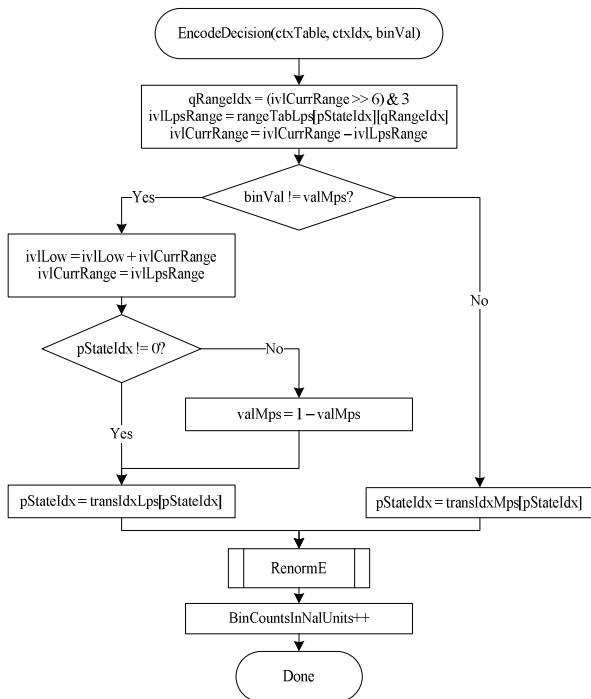 EncodeDecision(ctxTable, ctxIdx, binVal)
qRangeIdx = (ivlCurrRange >> 6) & 3
ivlLpsRange = rangeTabLps[pStateIdx][qRangeIdx]
ivlCurrRange = ivlCurrRange − ivlLpsRange
binVal != valMps?
Yes
ivlLow = ivlLow + ivlCurrRange
ivlCurrRange = ivlLpsRange
No
pStateIdx != 0?
No
valMps = 1 − valMps
Yes
pStateIdx = transIdxLps[pStateIdx]
pStateIdx = transIdxMps[pStateIdx]
RenormE
BinCountsInNalUnits++
Done